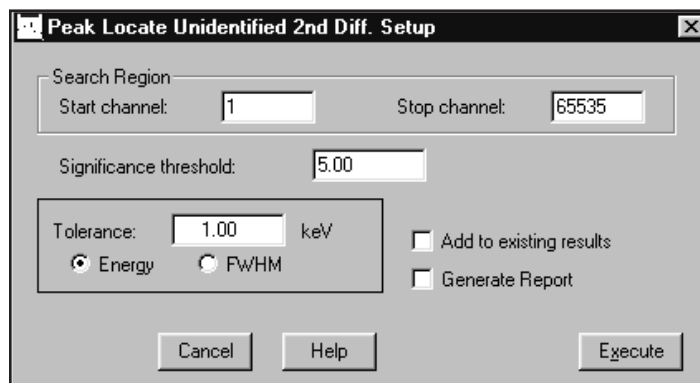 Peak Locate Unidentified 2nd Diff. Setup
Search Region
Start channel: 1 Stop channel: 65535
Significance threshold: 5.00
Tolerance: 1.00 keV
Energy FWHM
Add to existing results
Generate Report
Cancel Help Execute